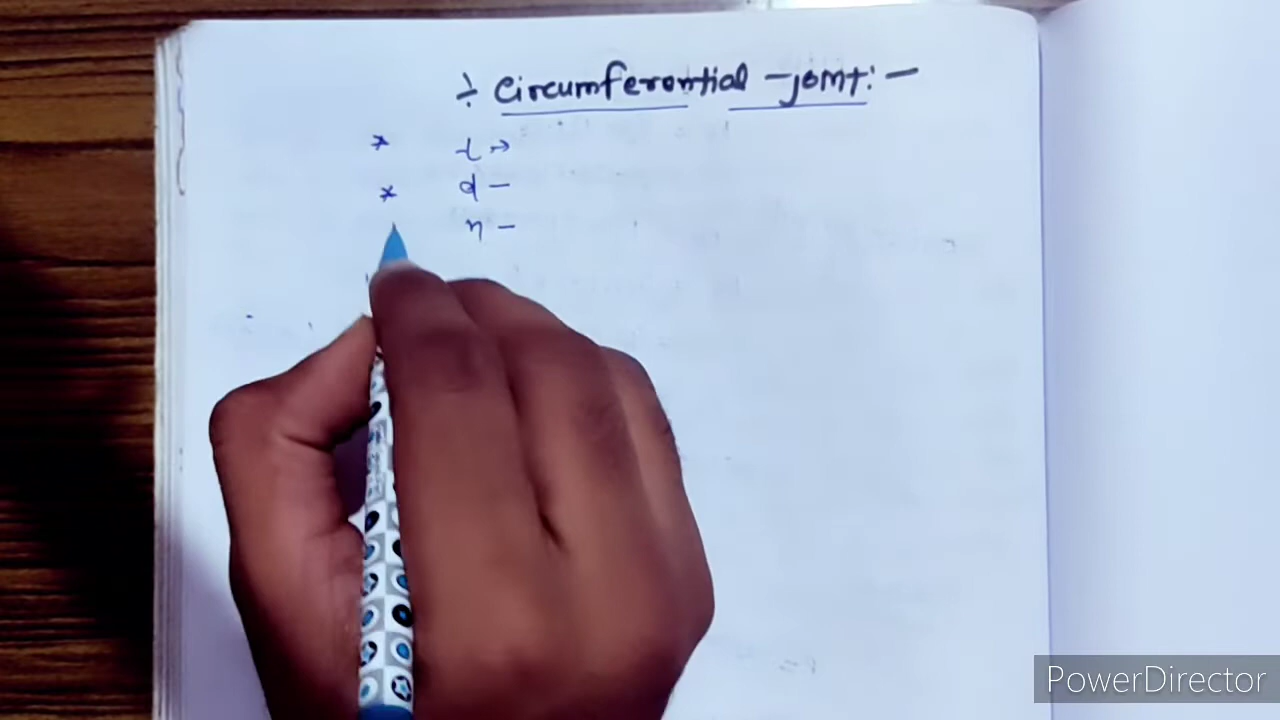 ÷ Circumferential -joint: -
* t →
* d -
n -
PowerDirector